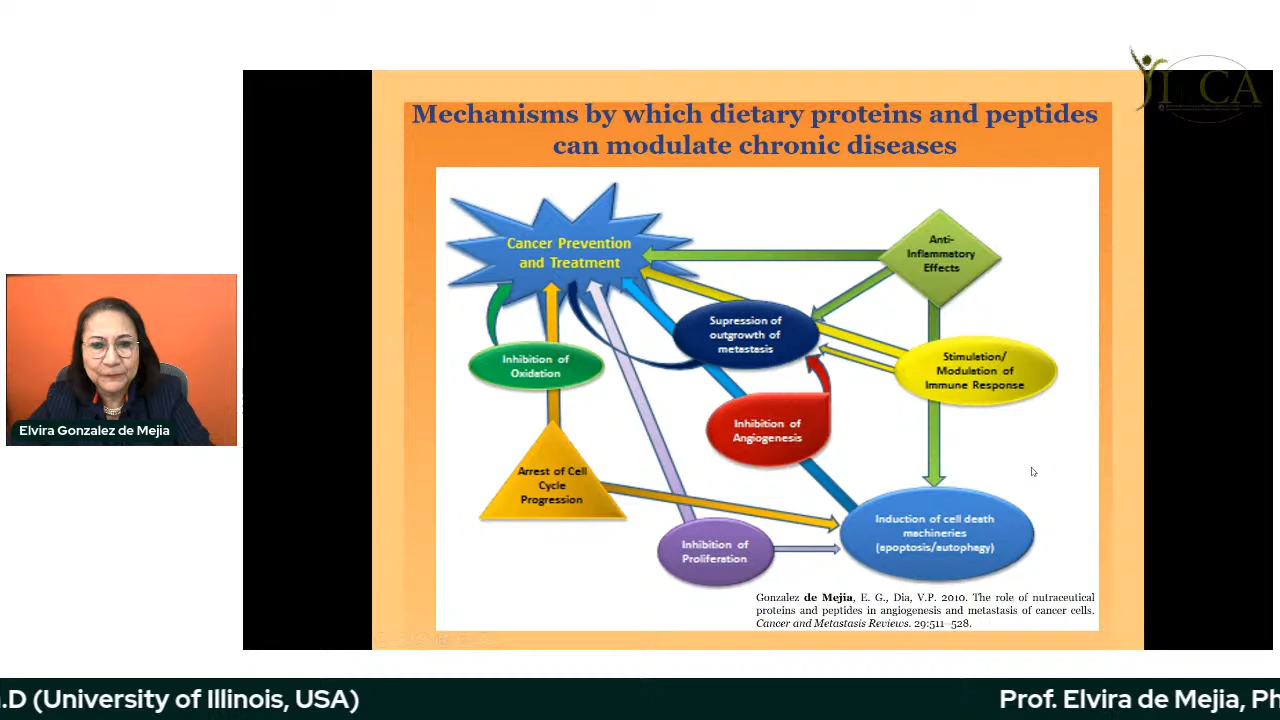 Mechanisms by which dietary proteins and peptides
can modulate chronic diseases
Cancer Prevention
and Treatment
Anti-
Inflammatory
Effects
Supression of
outgrowth of
metastasis
Inhibition of
Oxidation
Stimulation/
Modulation of
Immune Response
Inhibition of
Angiogenesis
Arrest of Cell
Cycle
Progression
Induction of cell death
machineries
(apoptosis/autophagy)
Inhibition of
Proliferation
Gonzalez de Mejia, E. G., Dia, V.P. 2010. The role of nutraceutical
proteins and peptides in angiogenesis and metastasis of cancer cells.
Cancer and Metastasis Reviews. 29:511–528.
Elvira Gonzalez de Mejia
.D (University of Illinois, USA)
Prof. Elvira de Mejia, Ph